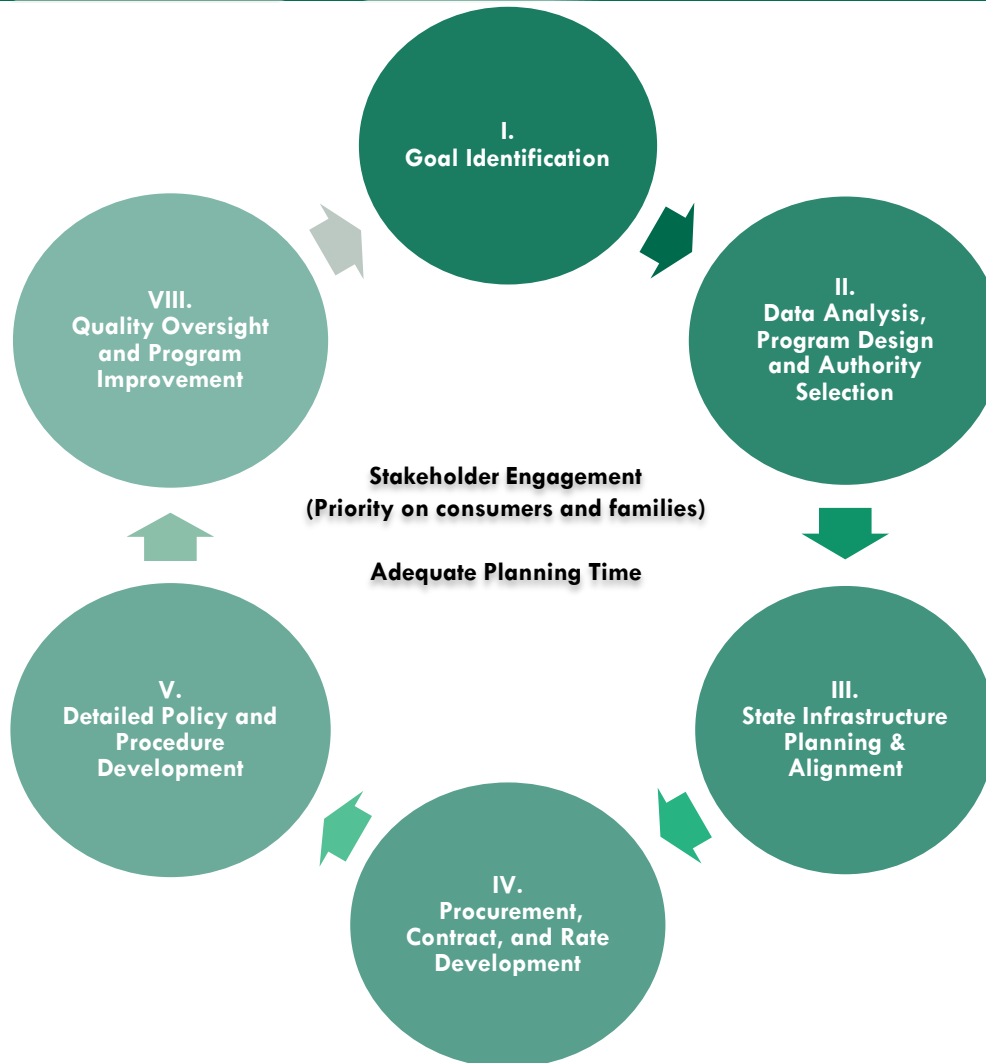 I.
Goal Identification
II.
Data Analysis,
Program Design
and Authority
Selection
III.
State Infrastructure
Planning &
Alignment
IV.
Procurement,
Contract, and Rate
Development
V.
Detailed Policy and
Procedure
Development
VIII.
Quality Oversight
and Program
Improvement
Stakeholder Engagement
(Priority on consumers and families)
Adequate Planning Time